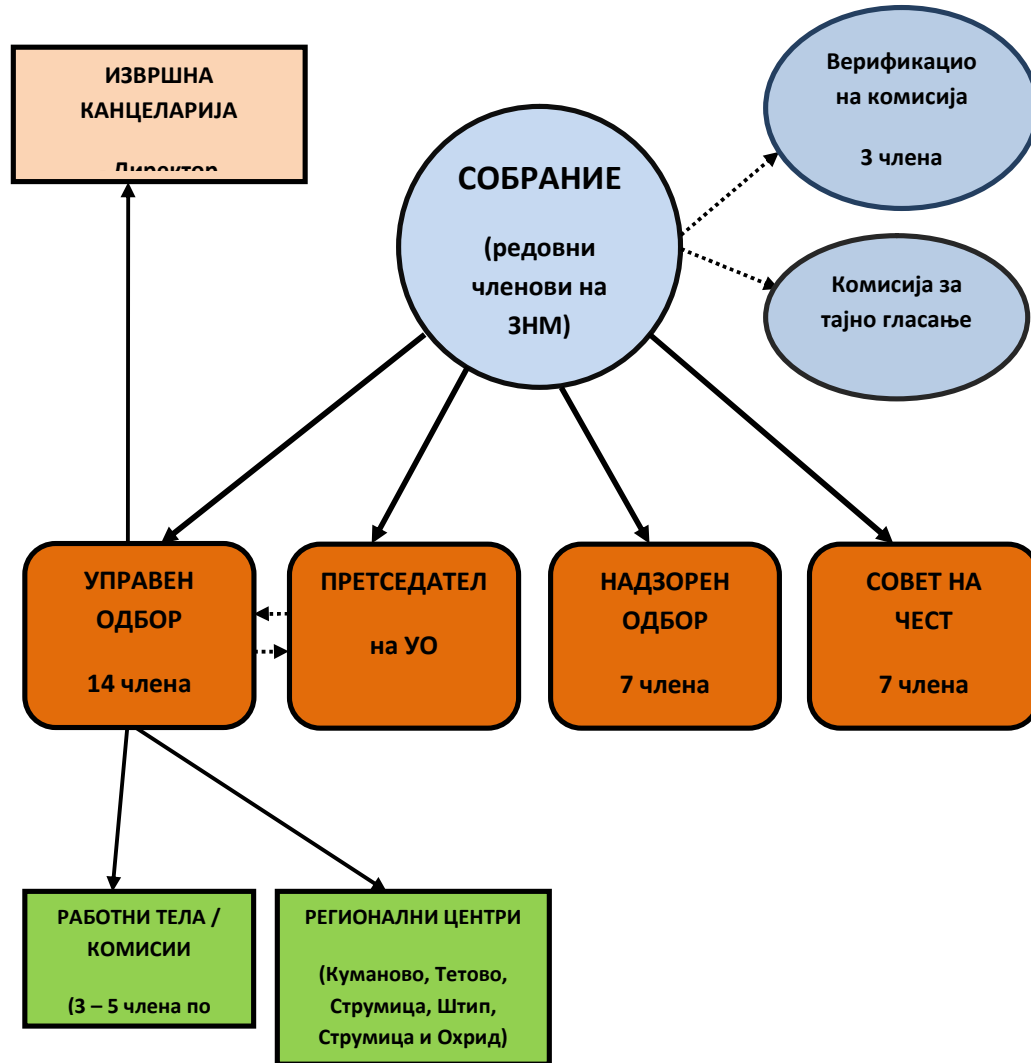 ИЗВРШНА
КАНЦЕЛАРИЈА
Директор
Верификацио
на комисија
3 члена
СОБРАНИЕ
(редовни
членови на
ЗНМ)
Комисија за
тајно гласање
УПРАВЕН
ОДБОР
14 члена
ПРЕТСЕДАТЕЛ
на УО
НАДЗОРЕН
ОДБОР
7 члена
СОВЕТ НА
ЧЕСТ
7 члена
РАБОТНИ ТЕЛА /
КОМИСИИ
(3 – 5 члена по
РЕГИОНАЛНИ ЦЕНТРИ
(Куманово, Тетово,
Струмица, Штип,
Струмица и Охрид)